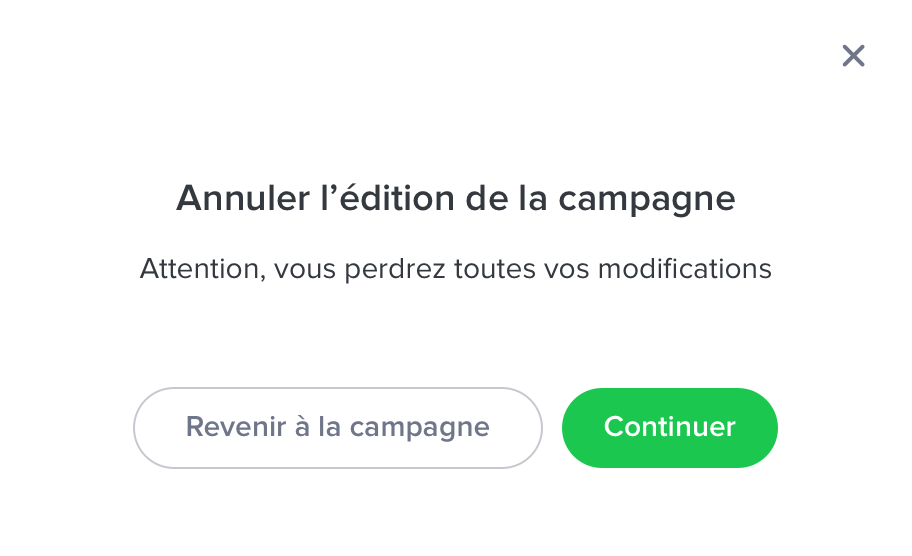 Annuler l’édition de la campagne
Attention, vous perdrez toutes vos modifications
Revenir à la campagne
Continuer